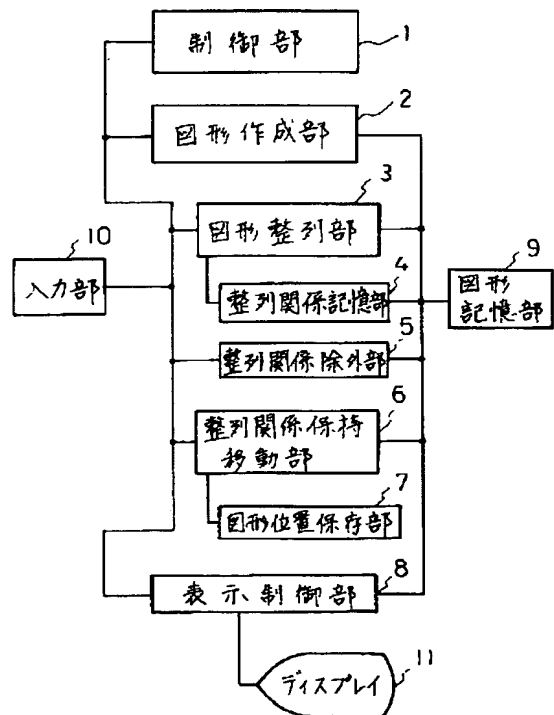 1
制御部
2
図形作成部
3
図形整列部
10
入力部
4
整列関係記憶部
9
図形
記憶部
5
整列関係除外部
6
整列関係保持
移動部
7
図形位置保存部
8
表示制御部
11
ディスプレイ